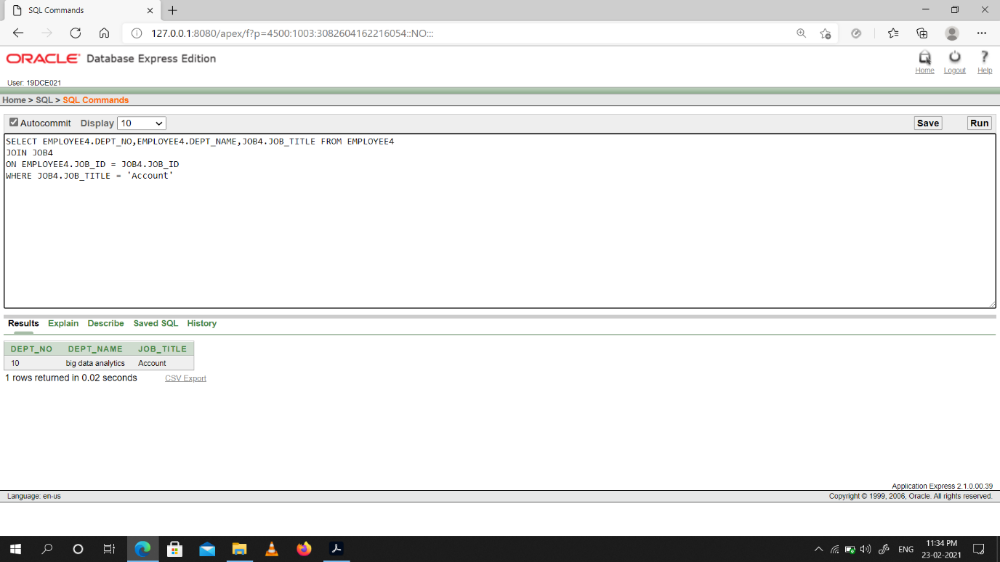 SQL Commands
127.0.0.1:8080/apex/f?p=4500:1003:3082604162216054::NO:::
ORACLE Database Express Edition
Home Logout Help
User: 19DCE021
Home > SQL > SQL Commands
Autocommit Display 10 Save Run
SELECT EMPLOYEE4.DEPT_NO,EMPLOYEE4.DEPT_NAME,JOB4.JOB_TITLE FROM EMPLOYEE4
JOIN JOB4
ON EMPLOYEE4.JOB_ID = JOB4.JOB_ID
WHERE JOB4.JOB_TITLE = 'Account'
Results Explain Describe Saved SQL History
DEPT_NO DEPT_NAME JOB_TITLE
10 big data analytics Account
1 rows returned in 0.02 seconds CSV Export
Application Express 2.1.0.00.39
Language: en-us Copyright © 1999, 2006, Oracle. All rights reserved.
ENG 11:34 PM
23-02-2021